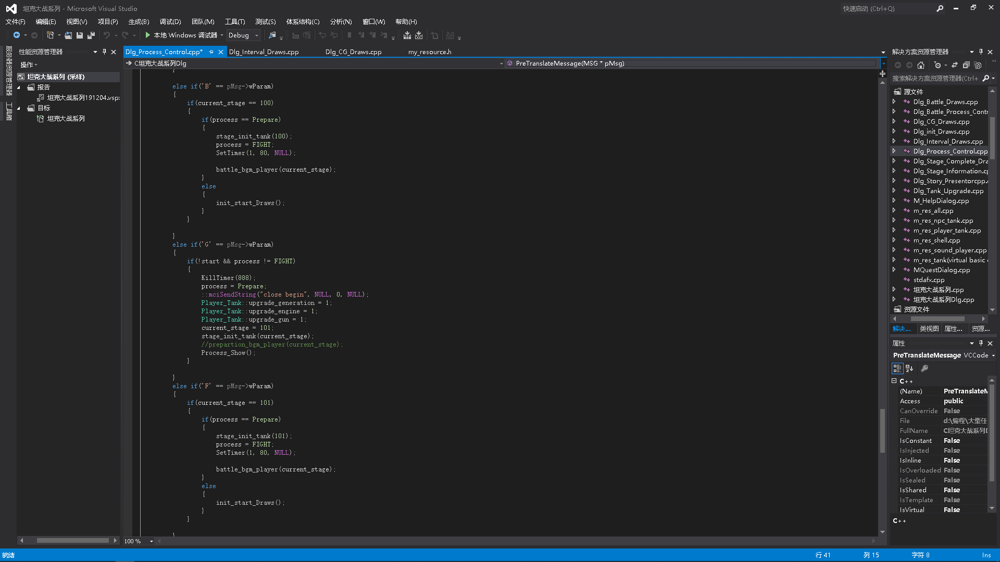 坦克大战系列 - Microsoft Visual Studio
快速启动 (Ctrl+Q)
文件(F) 编辑(E) 视图(V) 项目(P) 生成(B) 调试(D) 团队(M) 工具(T) 测试(S) 体系结构(C) 分析(N) 窗口(W) 帮助(H)
本地 Windows 调试器 Debug
服务器资源管理器
工具箱
性能资源管理器
操作
坦克大战系列 (采样)
报告
坦克大战系列191204.vsp
目标
坦克大战系列
Dlg_Process_Control.cpp* Dlg_Interval_Draws.cpp Dlg_CG_Draws.cpp my_resource.h
C坦克大战系列Dlg PreTranslateMessage(MSG * pMsg)
}
else if('B' == pMsg->wParam)
{
if(current_stage == 100)
{
if(process == Prepare)
{
stage_init_tank(100);
process = FIGHT;
SetTimer(1, 80, NULL);
battle_bgm_player(current_stage);
}
else
{
init_start_Draws();
}
}
}
else if('G' == pMsg->wParam)
{
if(!start && process != FIGHT)
{
KillTimer(888);
process = Prepare;
::mciSendString("close begin", NULL, 0, NULL);
Player_Tank::upgrade_generation = 1;
Player_Tank::upgrade_engine = 1;
Player_Tank::upgrade_gun = 1;
current_stage = 101;
stage_init_tank(current_stage);
//prepartion_bgm_player(current_stage);
Process_Show();
}
}
else if('F' == pMsg->wParam)
{
if(current_stage == 101)
{
if(process == Prepare)
{
stage_init_tank(101);
process = FIGHT;
SetTimer(1, 80, NULL);
battle_bgm_player(current_stage);
}
else
{
init_start_Draws();
}
}
}
100 %
解决方案资源管理器
搜索解决方案资源管理器(Ctrl+
源文件
Dlg_Battle_Draws.cpp
Dlg_Battle_Process_Contr
Dlg_CG_Draws.cpp
Dlg_init_Draws.cpp
Dlg_Interval_Draws.cpp
Dlg_Process_Control.cpp
Dlg_Stage_Complete_Dra
Dlg_Stage_Information.cp
Dlg_Story_Presentorcpp.
Dlg_Tank_Upgrade.cpp
M_HelpDialog.cpp
m_res_all.cpp
m_res_npc_tank.cpp
m_res_player_tank.cpp
m_res_shell.cpp
m_res_sound_player.cpp
m_res_tank(virtual basic
MQuestDialog.cpp
stdafx.cpp
坦克大战系列.cpp
坦克大战系列Dlg.cpp
资源文件
解决... 类视图 属性... 资源...
属性
PreTranslateMessage VCCode
C++
(Name) PreTranslateM
Access public
CanOverride False
File d:\编程\大型任
FullName C坦克大战系列D
IsConstant False
IsInjected False
IsInline False
IsOverloaded False
IsSealed False
IsShared False
IsTemplate False
IsVirtual False
C++
就绪 行 41 列 15 字符 8 Ins